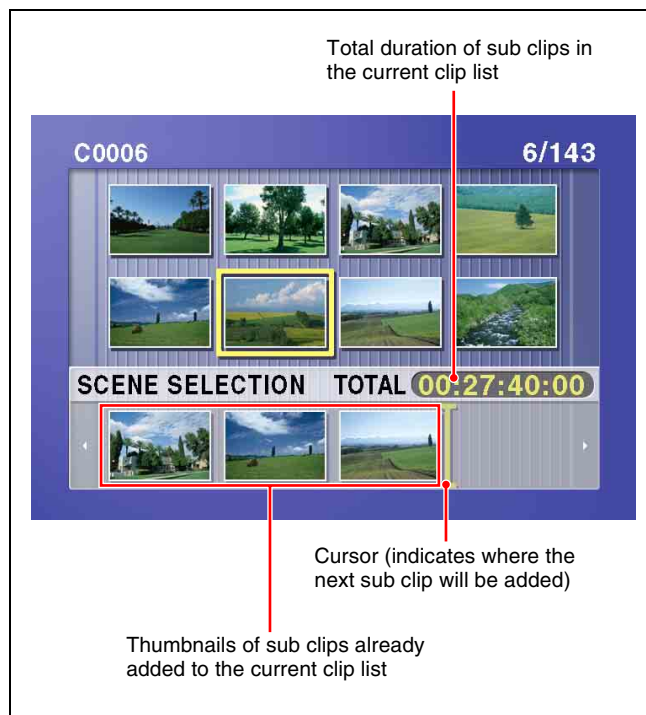 Total duration of sub clips in
the current clip list
C0006 6/143
SCENE SELECTION TOTAL 00:27:40:00
Cursor (indicates where the
next sub clip will be added)
Thumbnails of sub clips already
added to the current clip list